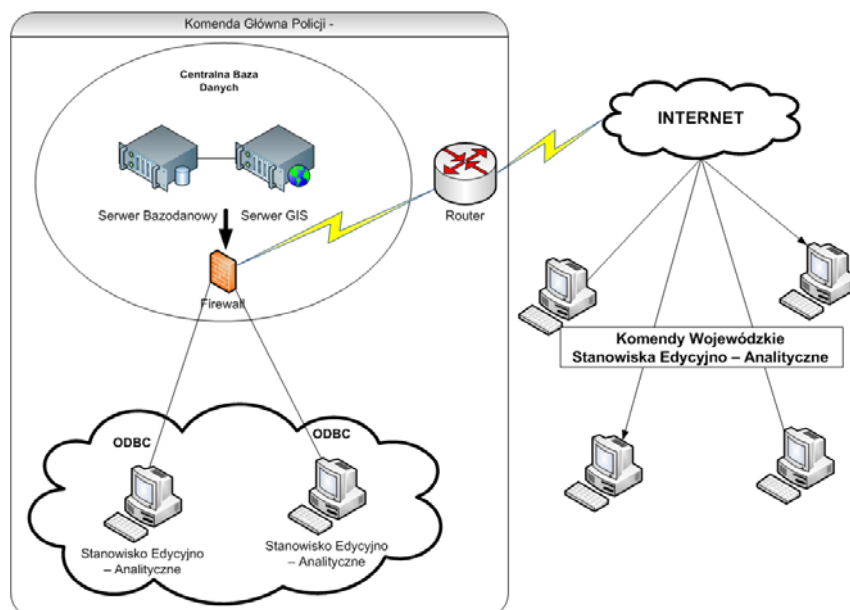 Komenda Główna Policji -
Centralna Baza
Danych
Serwer Bazodanowy
Serwer GIS
Firewall
Router
INTERNET
Komendy Wojewódzkie
Stanowiska Edycyjno – Analityczne
ODBC
ODBC
Stanowisko Edycyjno
– Analityczne
Stanowisko Edycyjno
– Analityczne